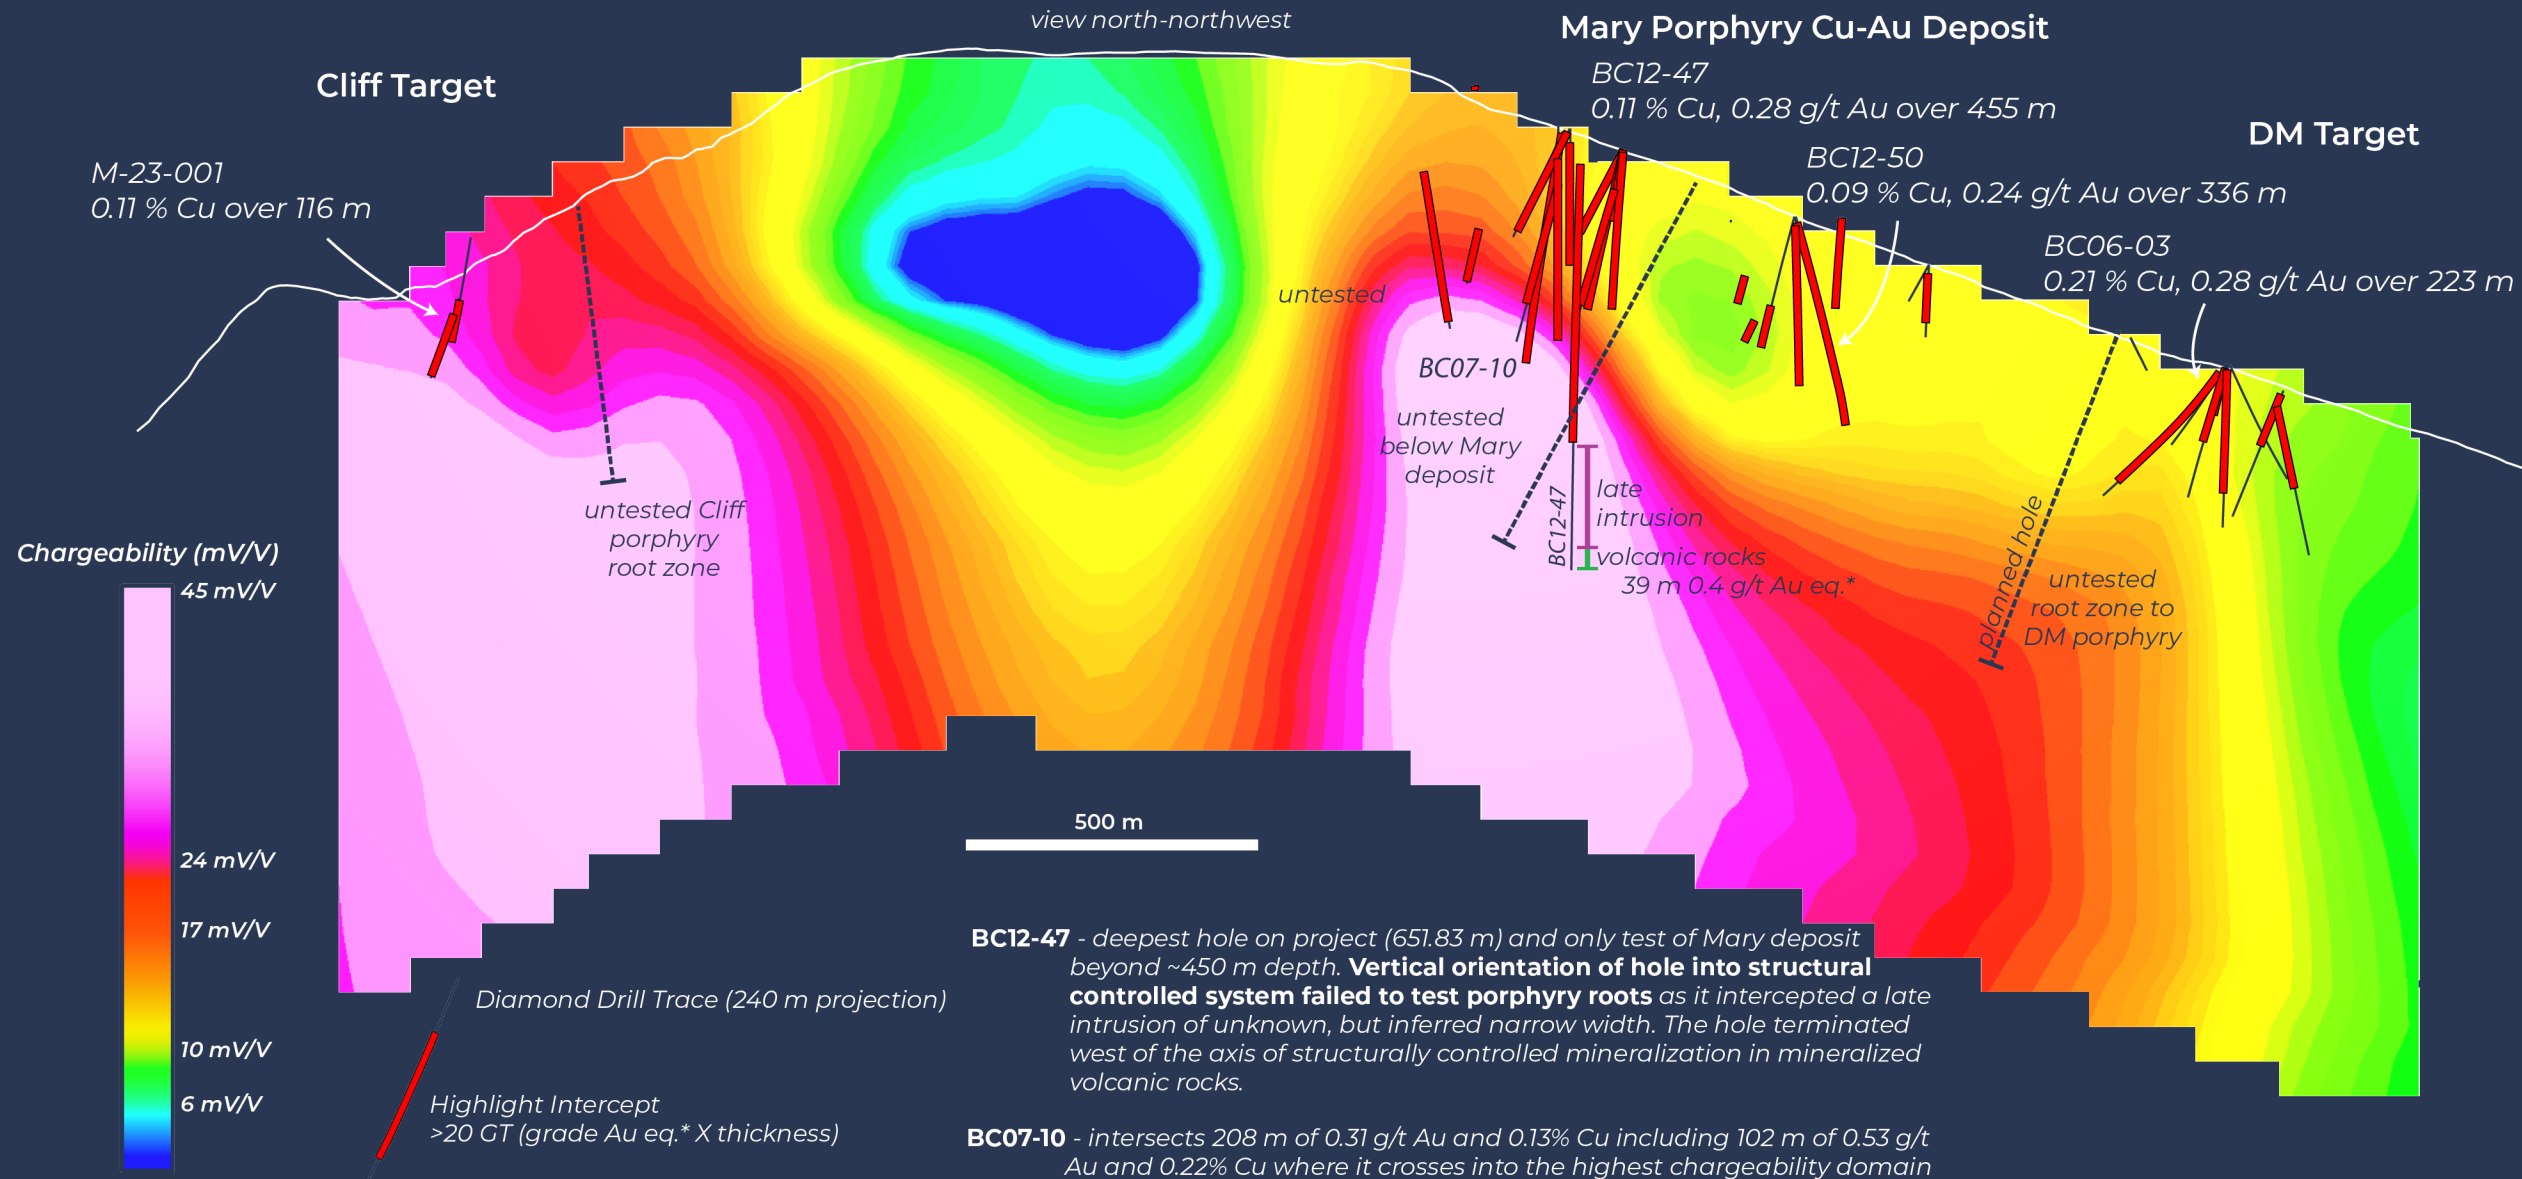 view north-northwest
Mary Porphyry Cu-Au Deposit
Cliff Target
BC12-47
0.11 % Cu, 0.28 g/t Au over 455 m
DM Target
M-23-001
0.11 % Cu over 116 m
BC12-50
0.09 % Cu, 0.24 g/t Au over 336 m
BC06-03
0.21 % Cu, 0.28 g/t Au over 223 m
untested
BC07-10
untested
below Mary
deposit
BC12-47
late
intrusion
volcanic rocks
39 m 0.4 g/t Au eq.*
untested Cliff
porphyry
root zone
planned hole
untested
root zone to
DM porphyry
Chargeability (mV/V)
45 mV/V
24 mV/V
17 mV/V
10 mV/V
6 mV/V
500 m
Diamond Drill Trace (240 m projection)
Highlight Intercept
>20 GT (grade Au eq.* X thickness)
BC12-47 - deepest hole on project (651.83 m) and only test of Mary deposit
beyond ~450 m depth. Vertical orientation of hole into structural
controlled system failed to test porphyry roots as it intercepted a late
intrusion of unknown, but inferred narrow width. The hole terminated
west of the axis of structurally controlled mineralization in mineralized
volcanic rocks.
BC07-10 - intersects 208 m of 0.31 g/t Au and 0.13% Cu including 102 m of 0.53 g/t
Au and 0.22% Cu where it crosses into the highest chargeability domain